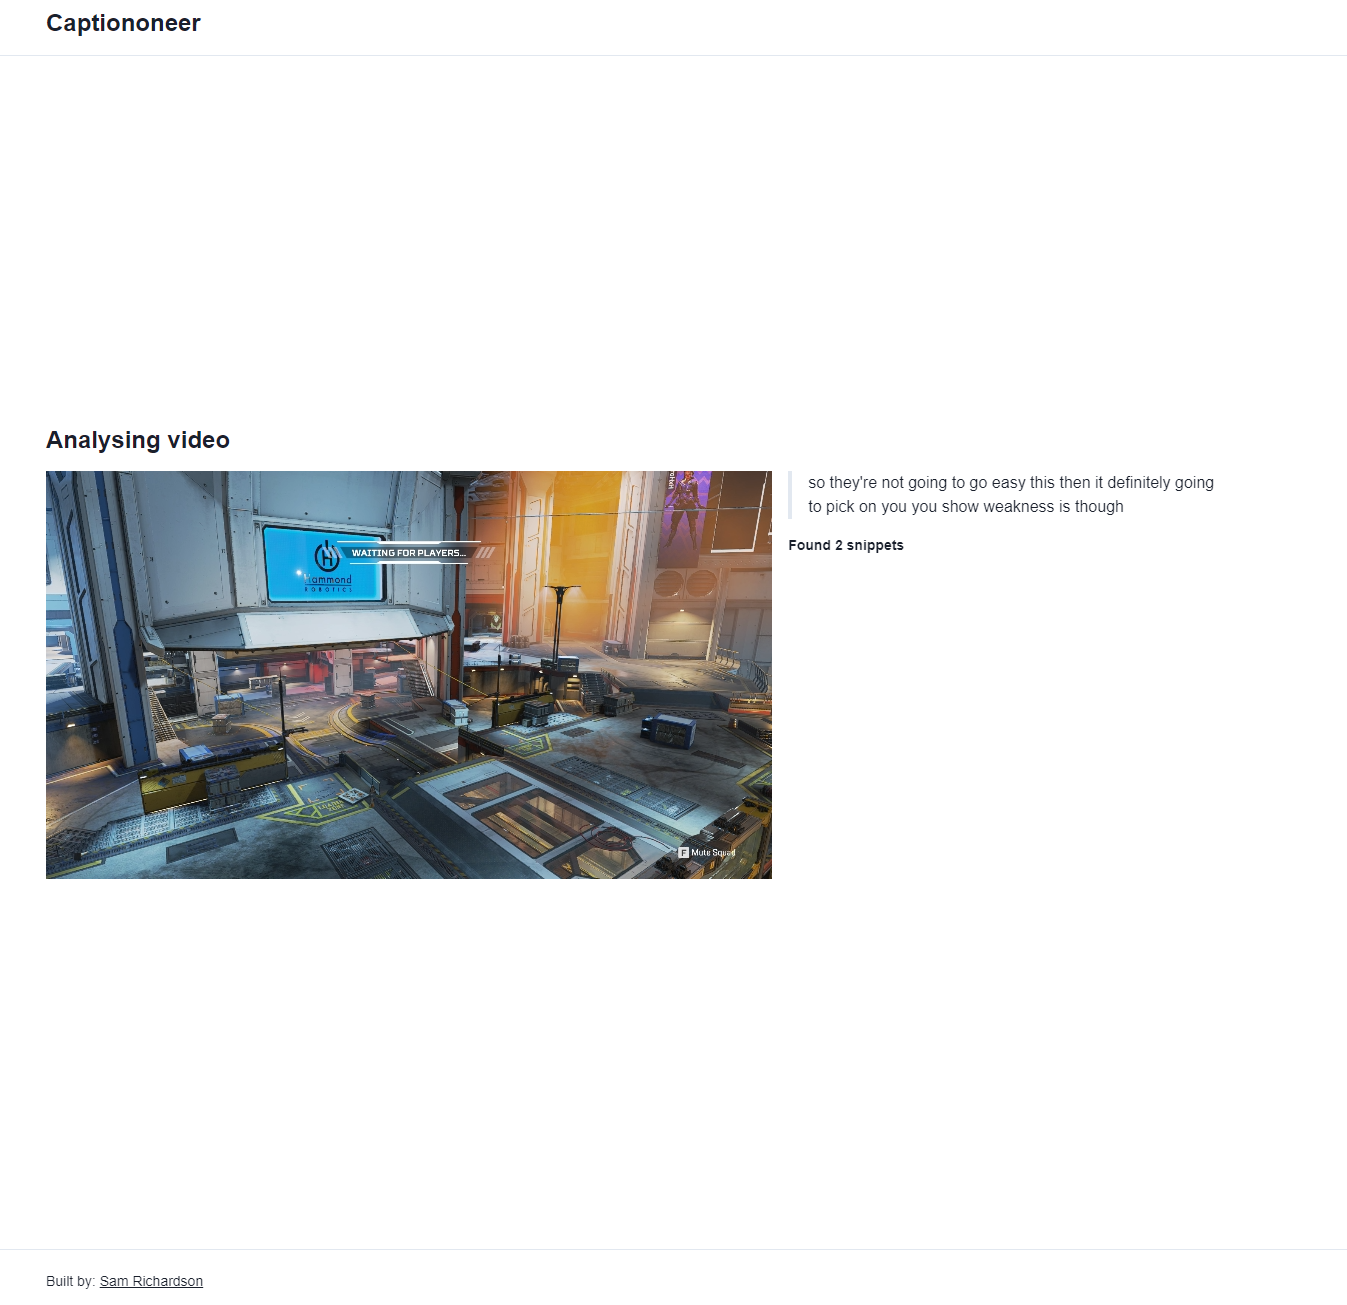 Captiononeer
Analysing video
so they're not going to go easy this then it definitely going
to pick on you you show weakness is though
Found 2 snippets
WAITING FOR PLAYERS...
Hammond
ROBOTICS
F Mute Squad
Built by: Sam Richardson